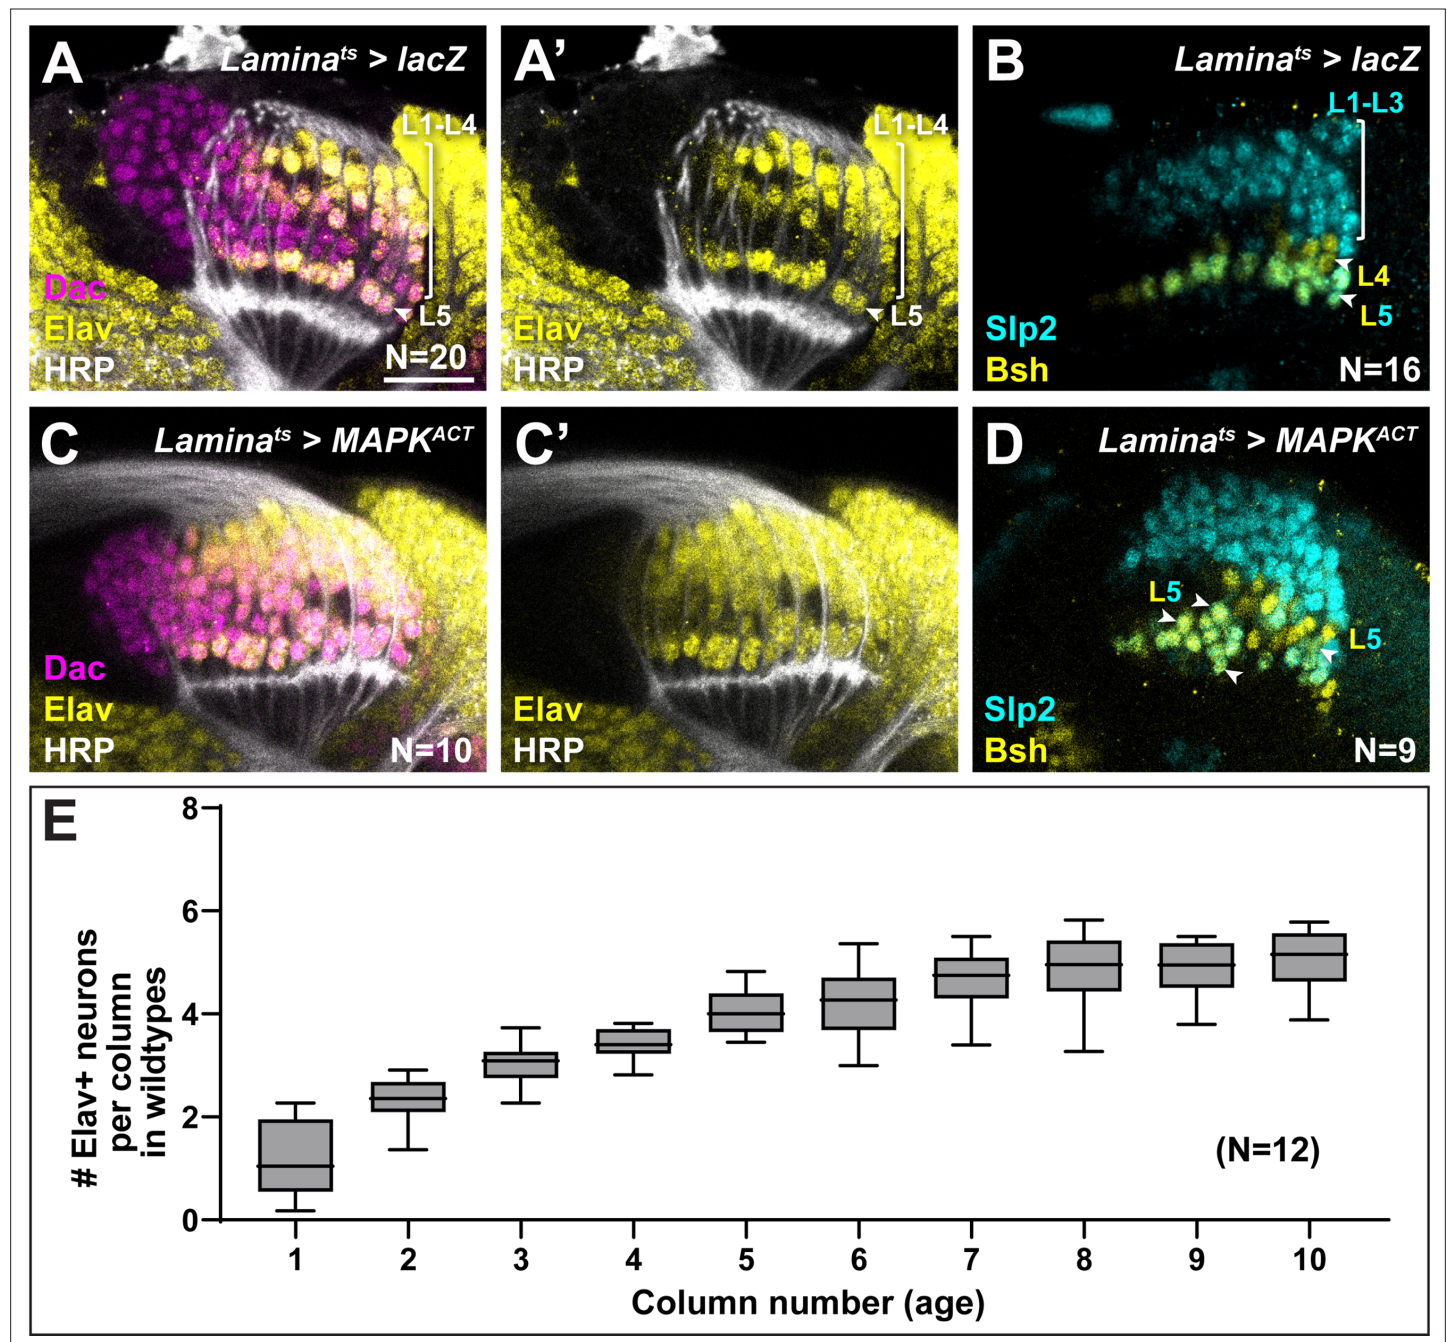 A
Laminaᵗˢ > lacZ
L1-L4
L5
Dac
Elav
HRP
N=20
A’
L1-L4
L5
Elav
HRP
B
Laminaᵗˢ > lacZ
L1-L3
L4
L5
Slp2
Bsh
N=16
C
Laminaᵗˢ > MAPKᴬᶜᵀ
Dac
Elav
HRP
N=10
C’
Elav
HRP
D
Laminaᵗˢ > MAPKᴬᶜᵀ
L5
L5
Slp2
Bsh
N=9
E
# Elav+ neurons
per column
in wildtypes
8
6
4
2
0
(N=12)
1 2 3 4 5 6 7 8 9 10
Column number (age)